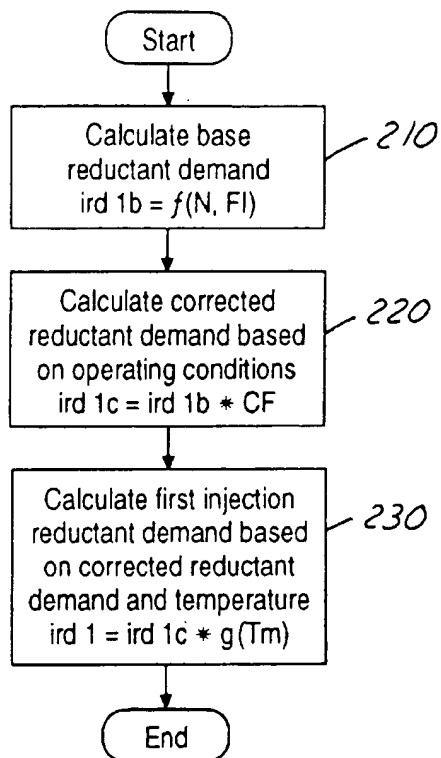 Start
Calculate base
reductant demand
ird 1b = f(N, FI)
210
Calculate corrected
reductant demand based
on operating conditions
ird 1c = ird 1b * CF
220
Calculate first injection
reductant demand based
on corrected reductant
demand and temperature
ird 1 = ird 1c * g(Tm)
230
End